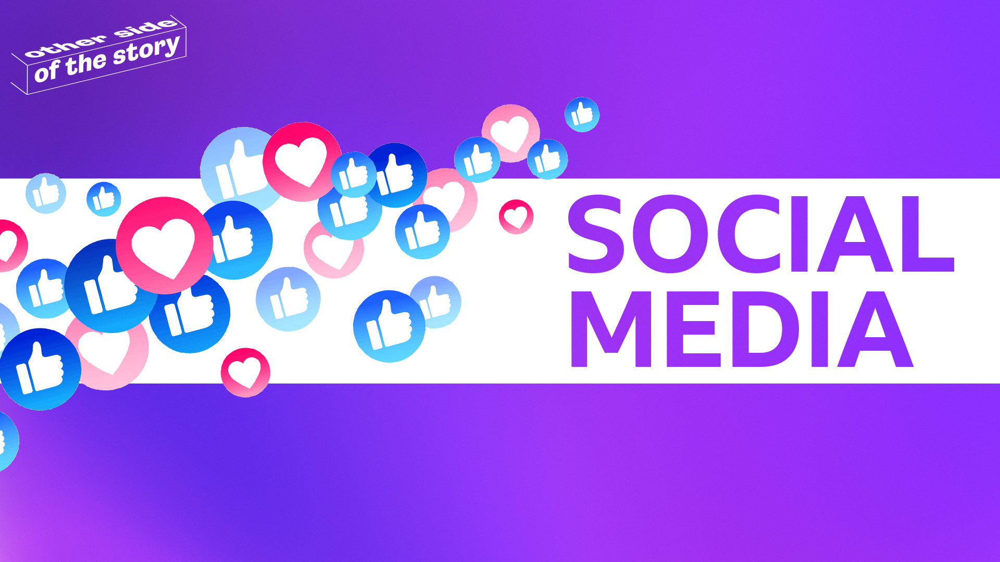 other side
of the story
SOCIAL
MEDIA